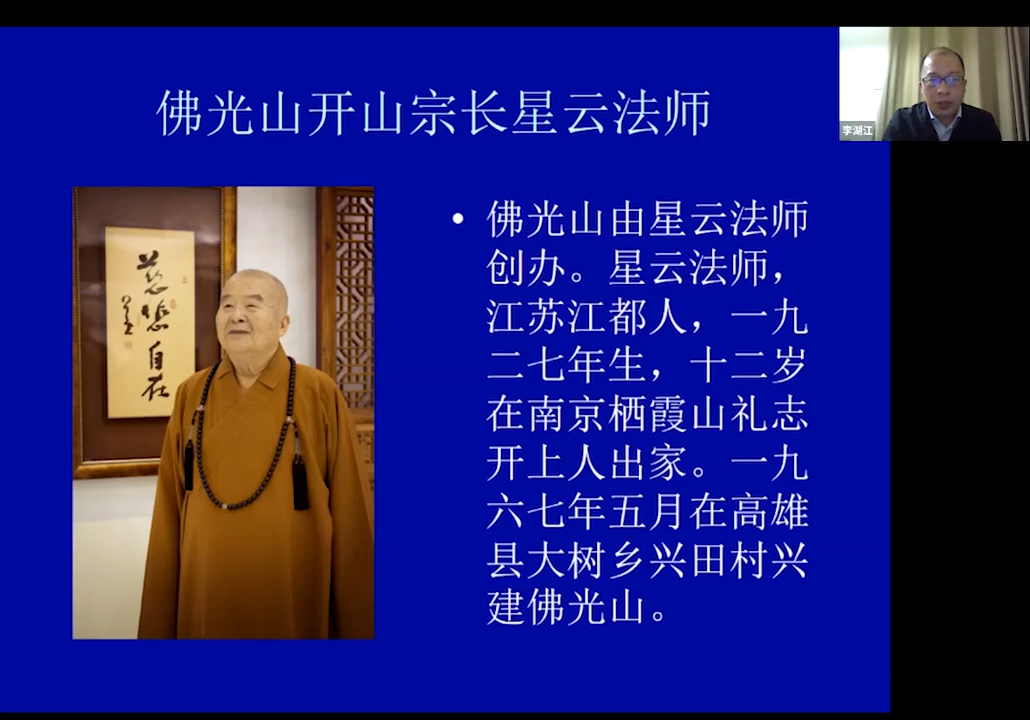 佛光山开山宗长星云法师
李湖江
慈悲
自在
• 佛光山由星云法师
创办。星云法师，
江苏江都人，一九
二七年生，十二岁
在南京栖霞山礼志
开上人出家。一九
六七年五月在高雄
县大树乡兴田村兴
建佛光山。